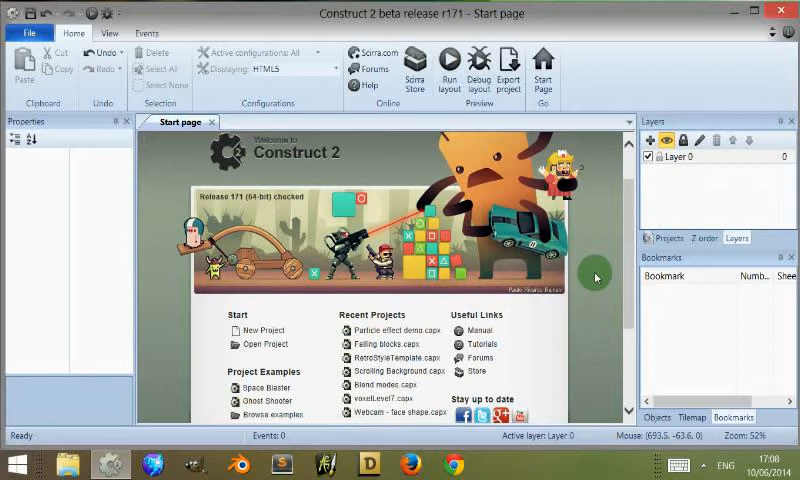 Construct 2 beta release r171 - Start page
File
Home
View
Events
Paste
Cut
Copy
Clipboard
Undo
Redo
Undo
Delete
Select All
Select None
Selection
Active configurations: All
Displaying: HTML5
Configurations
Scirra.com
Forums
Help
Scirra Store
Online
Run layout
Debug layout
Export project
Preview
Start Page
Go
Properties
Start page
Welcome to
Construct 2
Release 171 (64-bit) checked
Start
New Project
Open Project
Project Examples
Space Blaster
Ghost Shooter
Browse examples
Recent Projects
Particle effect demo.capx
Falling blocks.capx
RetroStyleTemplate.capx
Scrolling Background.capx
Blend modes.capx
voxelLevel7.capx
Webcam - face shape.capx
Useful Links
Manual
Tutorials
Forums
Store
Stay up to date
Layers
Layer 0
0
Projects
Z order
Layers
Bookmarks
Bookmark
Numb...
Shee
Objects
Tilemap
Bookmarks
Ready
Events: 0
Active layer: Layer 0
Mouse: (693.5, -63.6, 0)
Zoom: 52%
ENG
17:08
10/06/2014